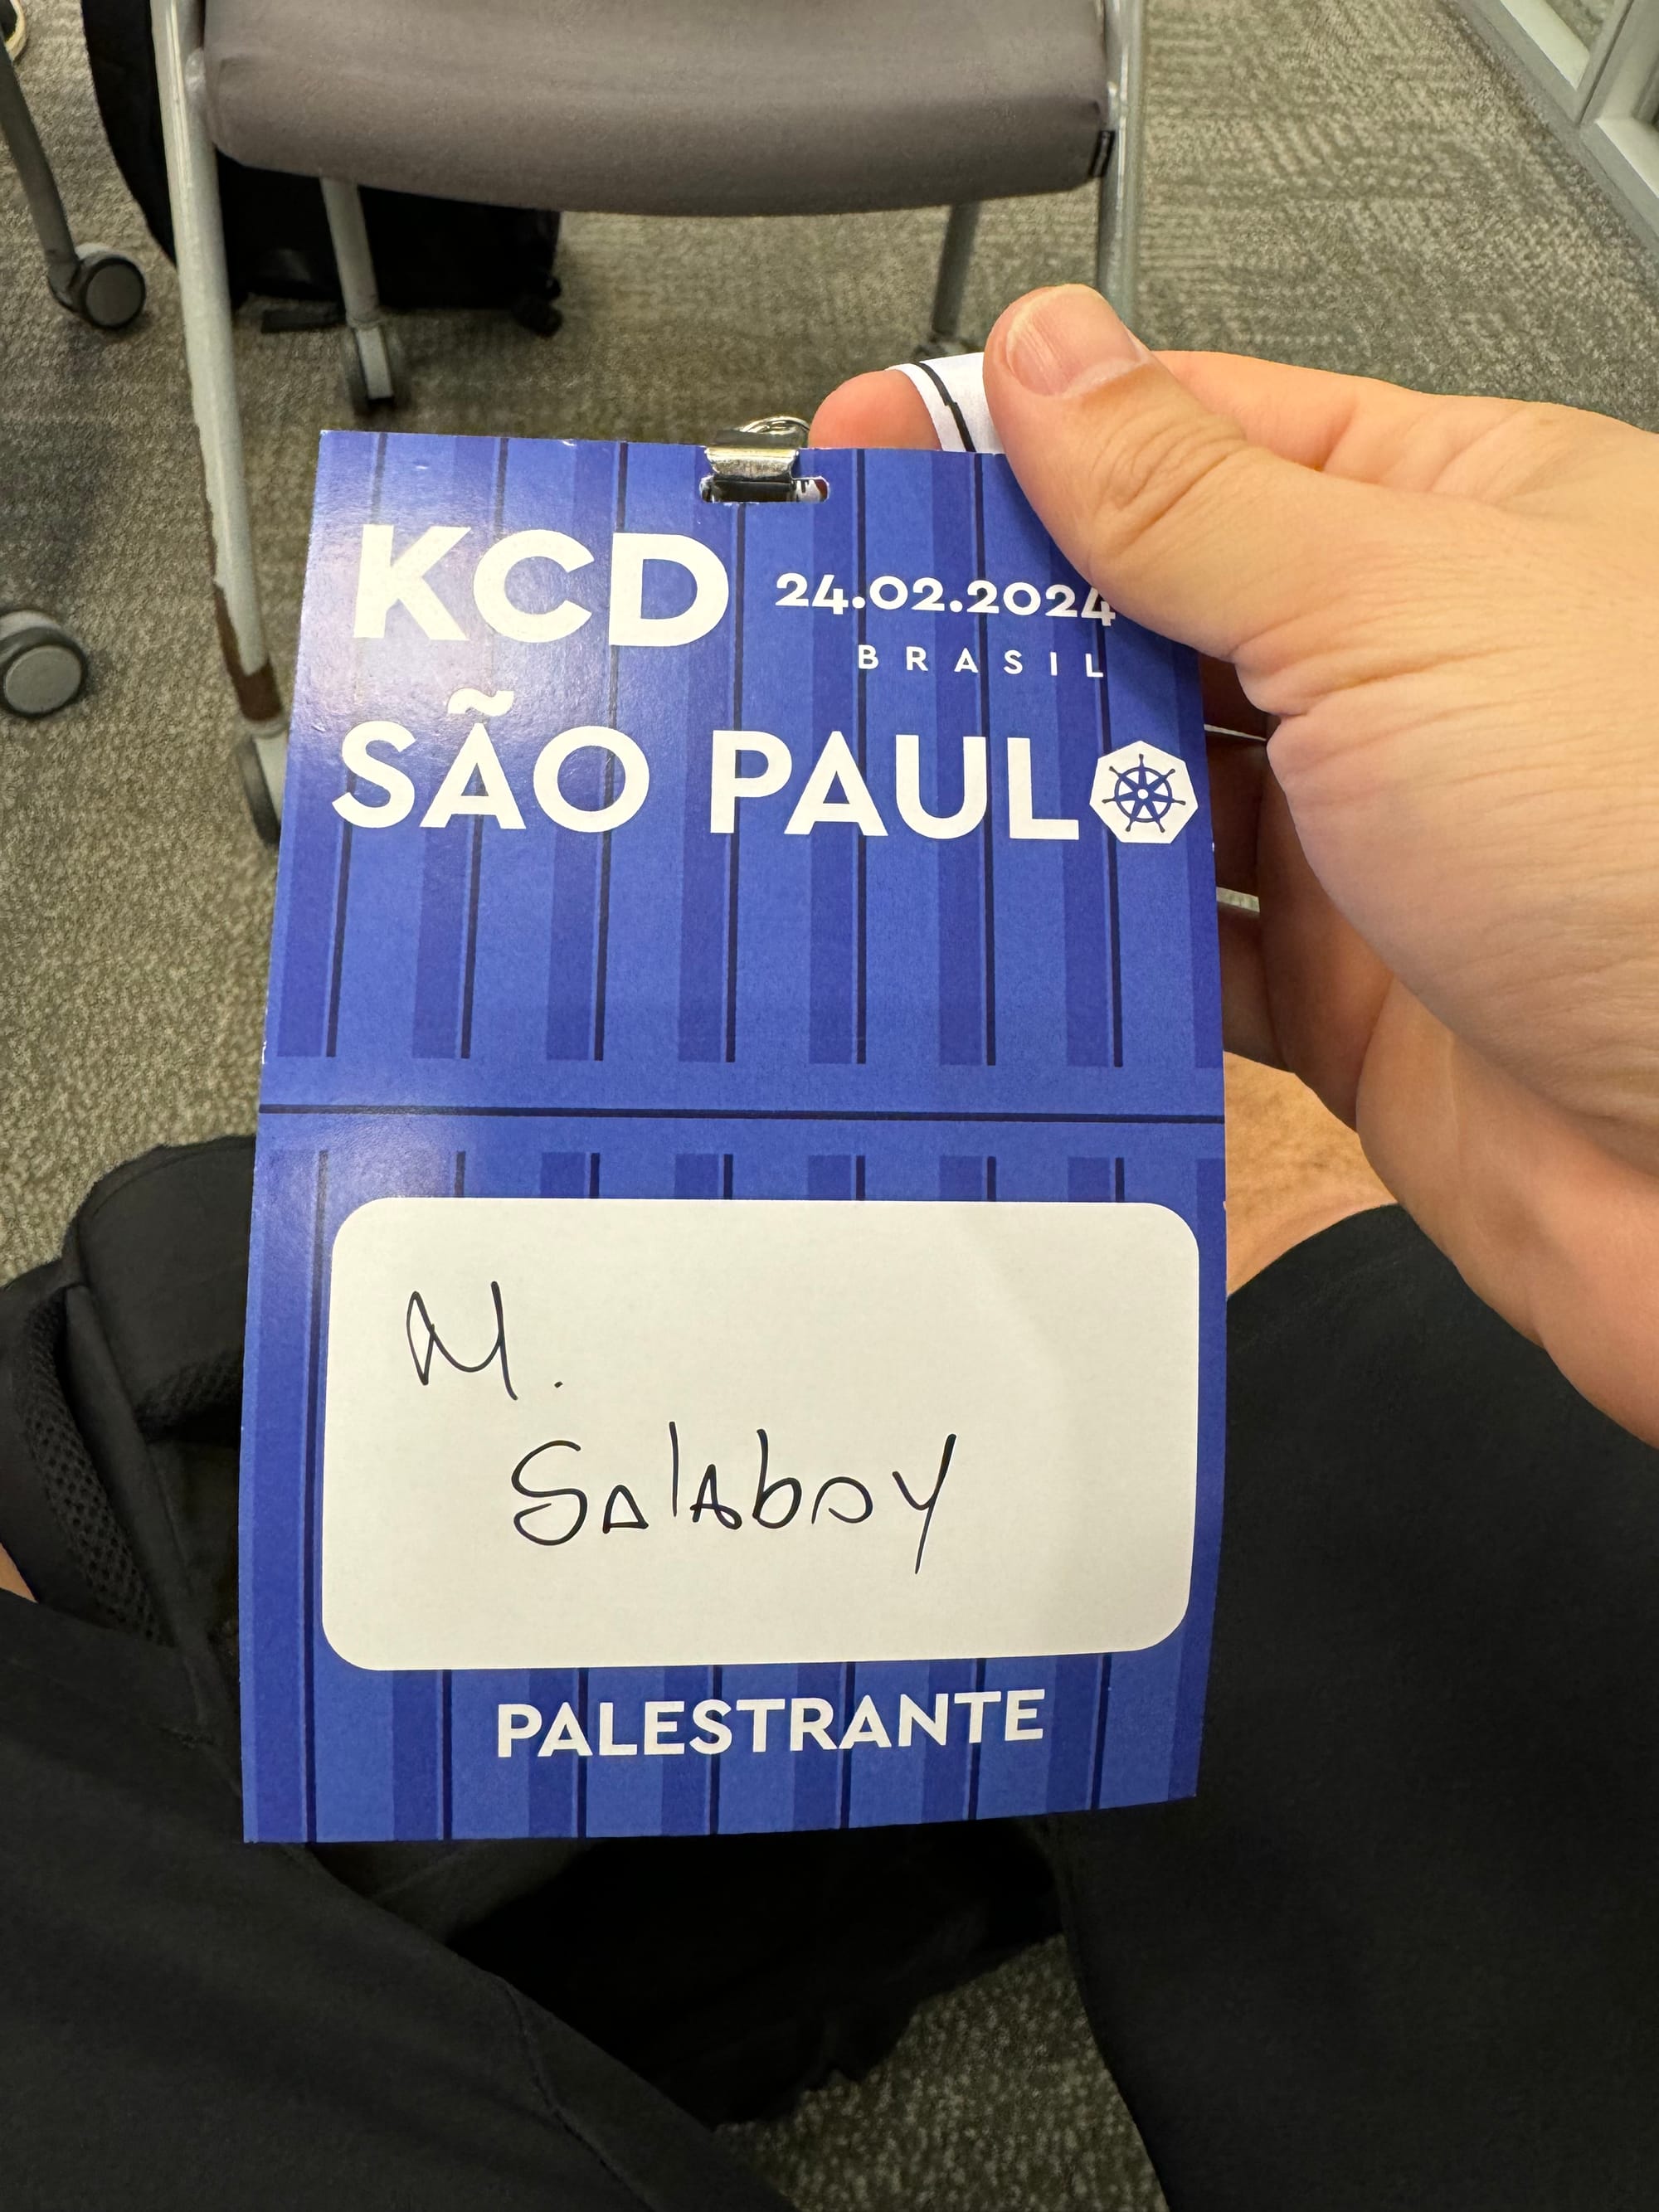 KCD
24.02.2024
BRASIL
SÃO PAULO
M.
Salaboy
PALESTRANTE